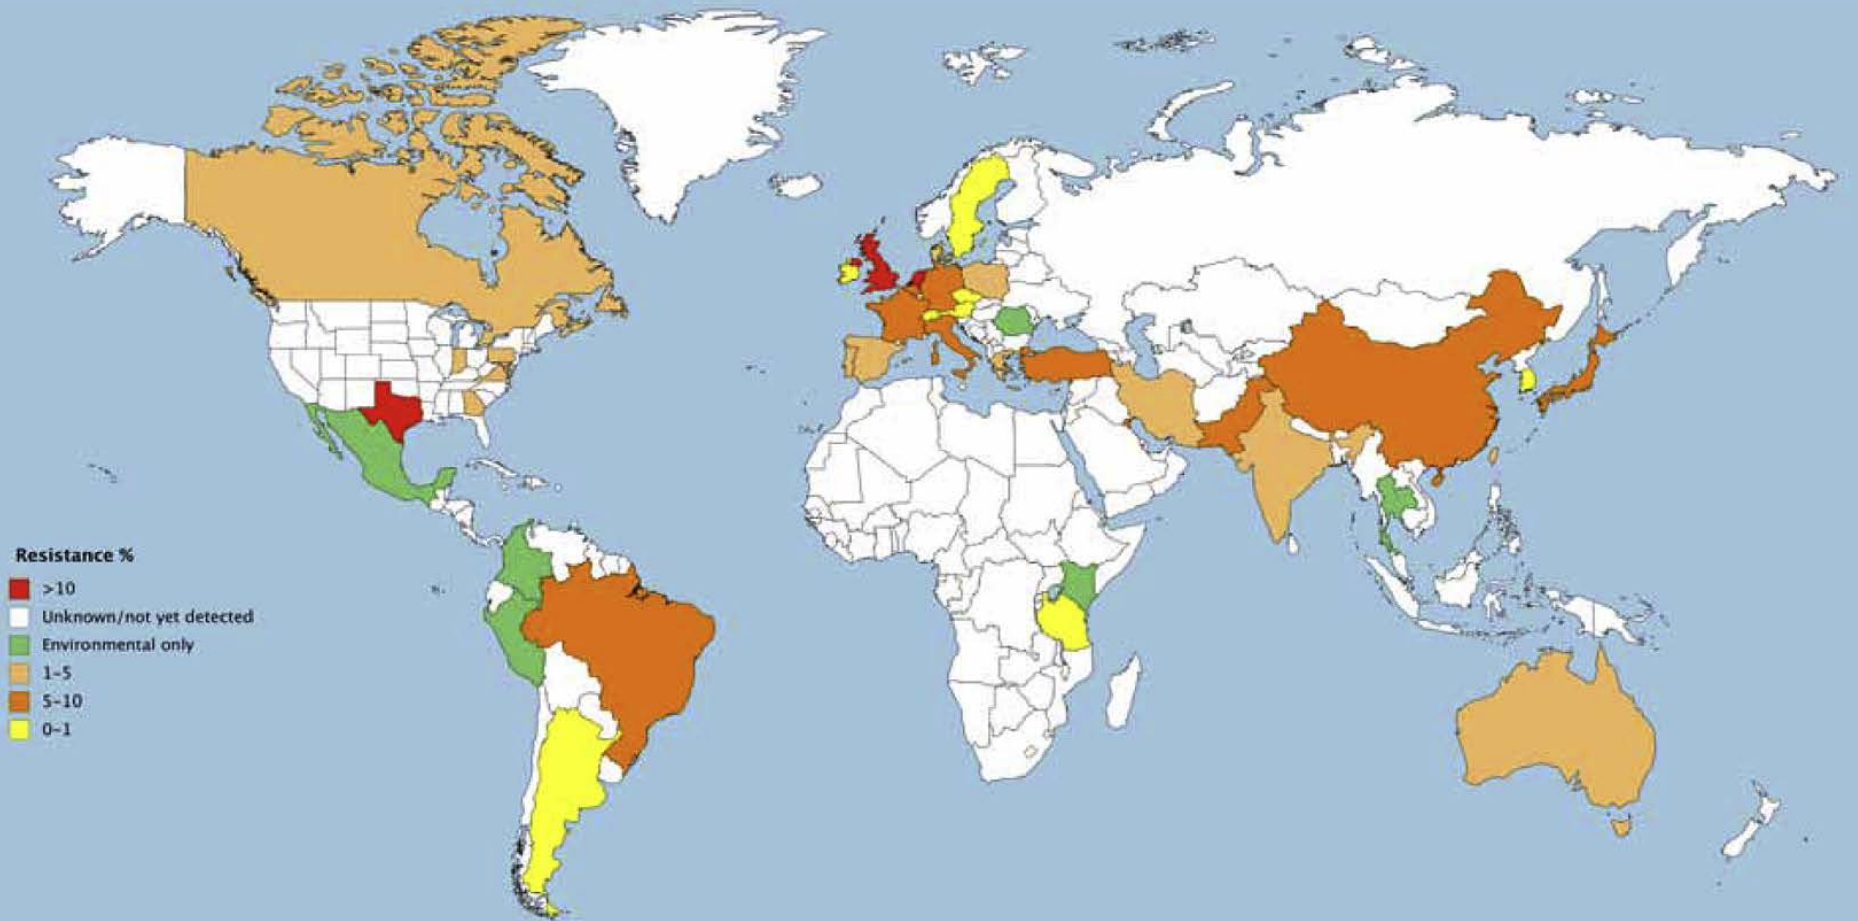 Resistance %
>10
Unknown/not yet detected
Environmental only
1-5
5-10
0-1